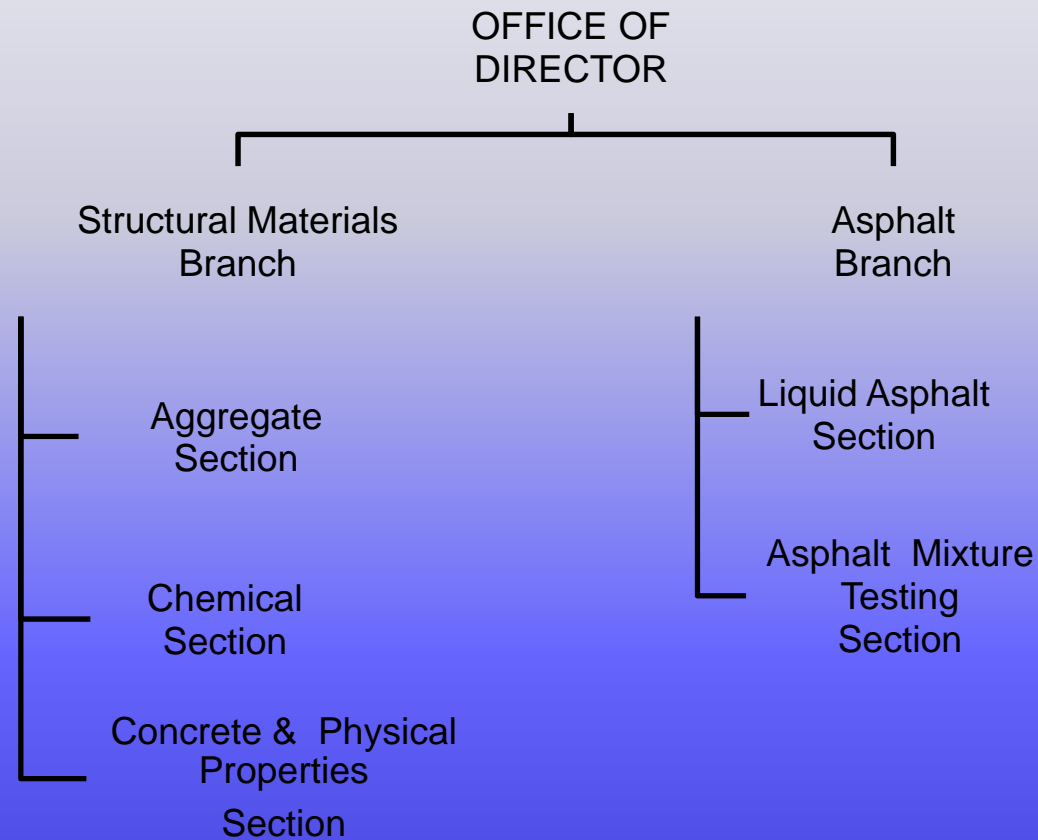 OFFICE OF
DIRECTOR
Structural Materials
Branch
Asphalt
Branch
Aggregate
Section
Chemical
Section
Concrete & Physical
Properties
Section
Liquid Asphalt
Section
Asphalt Mixture
Testing
Section